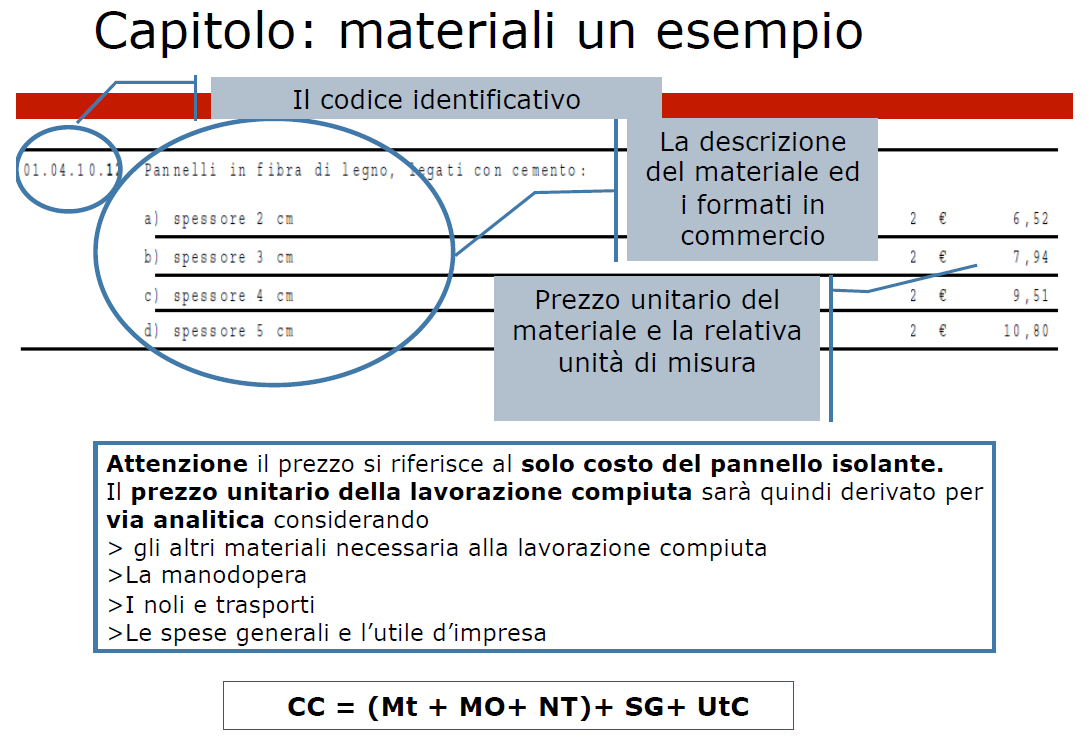 Capitolo: materiali un esempio
Il codice identificativo
La descrizione
del materiale ed
i formati in
commercio
01.04.10.12 Pannelli in fibra di legno, legati con cemento:
a) spessore 2 cm 2 € 6,52
b) spessore 3 cm 2 € 7,94
c) spessore 4 cm 2 € 9,51
d) spessore 5 cm 2 € 10,80
Prezzo unitario del
materiale e la relativa
unità di misura
Attenzione il prezzo si riferisce al solo costo del pannello isolante.
Il prezzo unitario della lavorazione compiuta sarà quindi derivato per
via analitica considerando
> gli altri materiali necessaria alla lavorazione compiuta
>La manodopera
>I noli e trasporti
>Le spese generali e l’utile d’impresa
CC = (Mt + MO+ NT)+ SG+ UtC